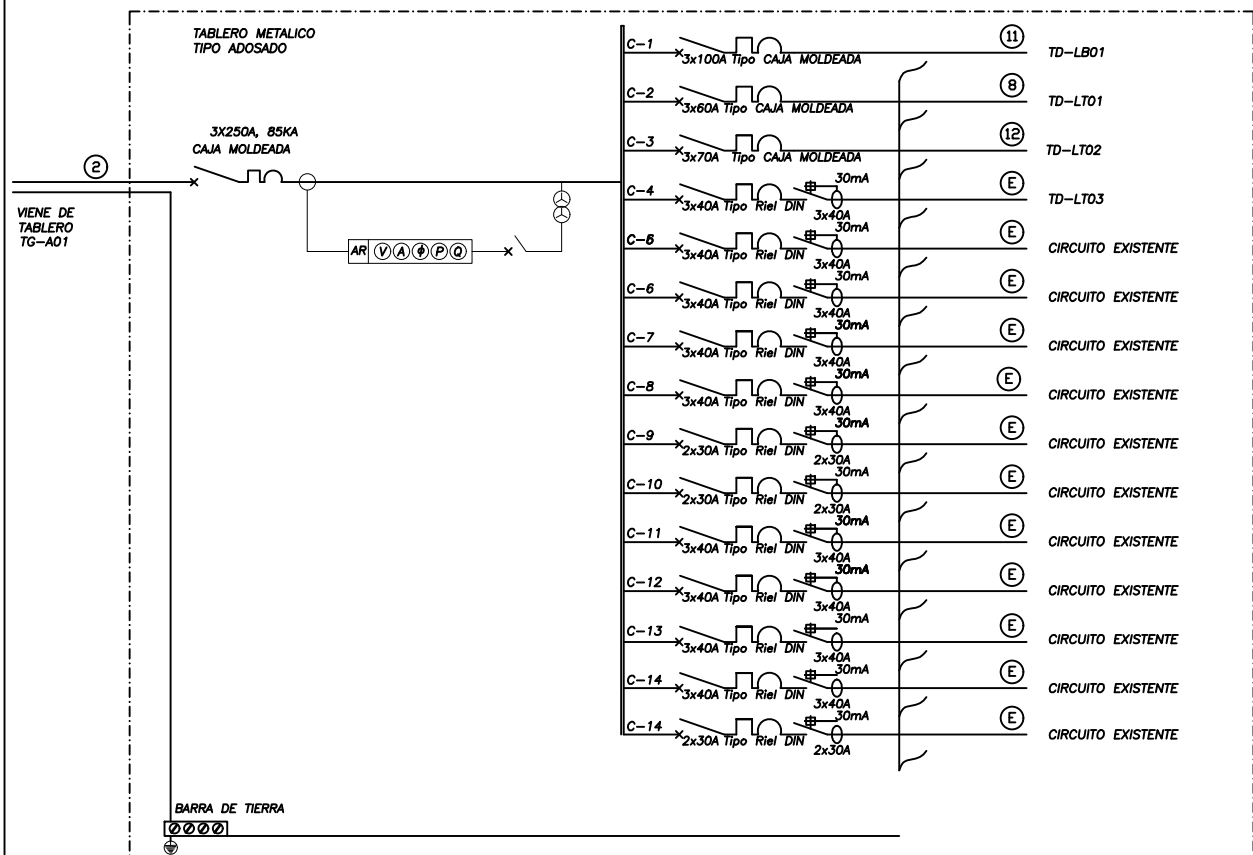 TABLERO METALICO
TIPO ADOSADO
3X250A, 85KA
CAJA MOLDEADA
2
VIENE DE
TABLERO
TG-A01
AR V A Φ P Q
BARRA DE TIERRA
C-1
3x100A Tipo CAJA MOLDEADA
11
TD-LB01
C-2
3x60A Tipo CAJA MOLDEADA
8
TD-LT01
C-3
3x70A Tipo CAJA MOLDEADA
12
TD-LT02
C-4
3x40A Tipo Riel DIN
30mA
3x40A
E
TD-LT03
C-6
3x40A Tipo Riel DIN
30mA
3x40A
E
CIRCUITO EXISTENTE
C-6
3x40A Tipo Riel DIN
30mA
3x40A
E
CIRCUITO EXISTENTE
C-7
3x40A Tipo Riel DIN
30mA
3x40A
E
CIRCUITO EXISTENTE
C-8
3x40A Tipo Riel DIN
30mA
3x40A
E
CIRCUITO EXISTENTE
C-9
2x30A Tipo Riel DIN
30mA
2x30A
E
CIRCUITO EXISTENTE
C-10
2x30A Tipo Riel DIN
30mA
2x30A
E
CIRCUITO EXISTENTE
C-11
3x40A Tipo Riel DIN
30mA
3x40A
E
CIRCUITO EXISTENTE
C-12
3x40A Tipo Riel DIN
30mA
3x40A
E
CIRCUITO EXISTENTE
C-13
3x40A Tipo Riel DIN
30mA
3x40A
E
CIRCUITO EXISTENTE
C-14
3x40A Tipo Riel DIN
30mA
3x40A
E
CIRCUITO EXISTENTE
C-14
2x30A Tipo Riel DIN
30mA
2x30A
E
CIRCUITO EXISTENTE